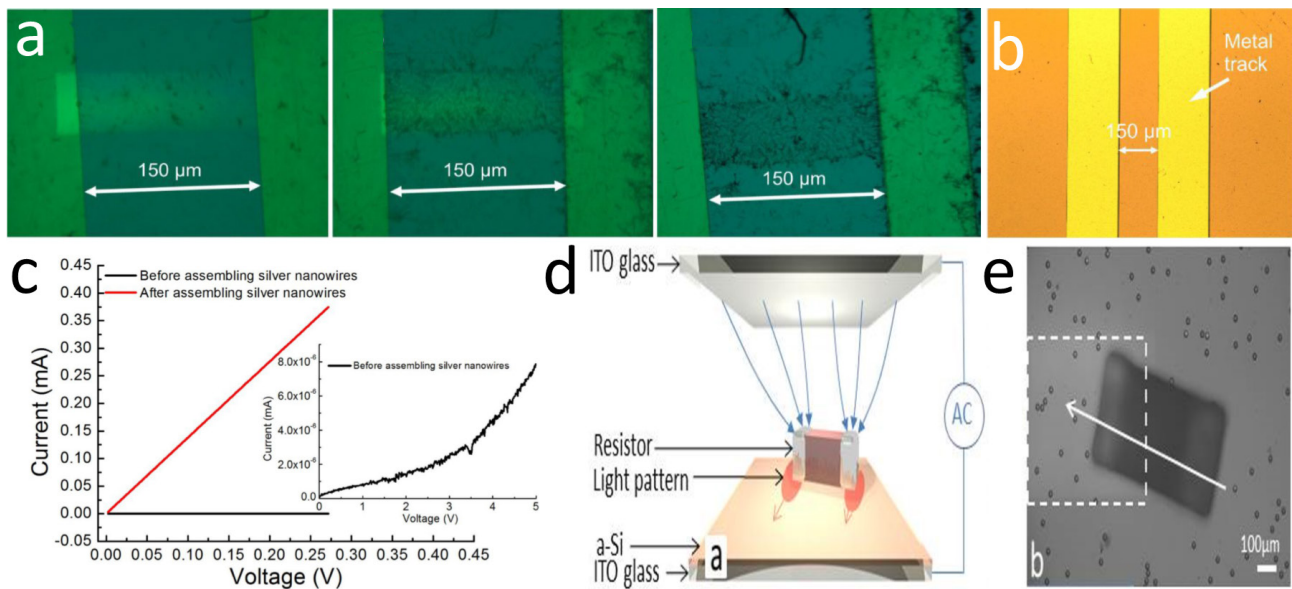 a
150 µm
150 µm
150 µm
b
Metal
track
150 µm
c
0.45
0.40
0.35
0.30
0.25
0.20
0.15
0.10
0.05
0.00
-0.05
Current (mA)
Before assembling silver nanowires
After assembling silver nanowires
8.0x10⁻⁶
6.0x10⁻⁶
4.0x10⁻⁶
2.0x10⁻⁶
0
Current (mA)
Before assembling silver nanowires
0 1 2 3 4 5
Voltage (V)
0.00 0.05 0.10 0.15 0.20 0.25 0.30 0.35 0.40 0.45
Voltage (V)
d
ITO glass
AC
Resistor
Light pattern
a-Si
ITO glass
a
e
100µm
b